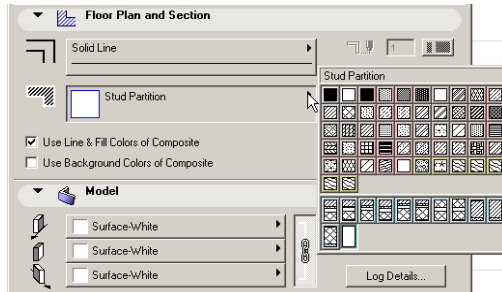 Floor Plan and Section
Solid Line
1
Stud Partition
Stud Partition
Use Line & Fill Colors of Composite
Use Background Colors of Composite
Model
Surface-White
Surface-White
Surface-White
Log Details...